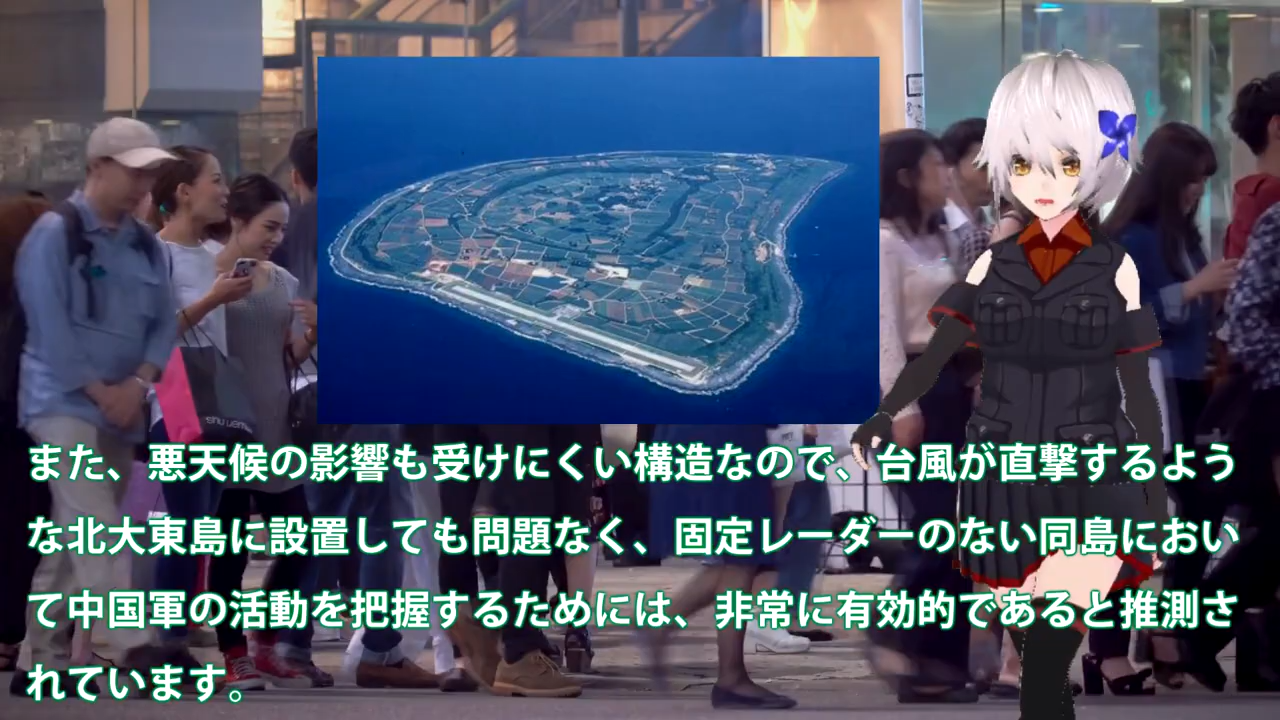 また、悪天候の影響も受けにくい構造なので、台風が直撃するよう
な北大東島に設置しても問題なく、固定レーダーのない同島におい
て中国軍の活動を把握するためには、非常に有効的であると推測さ
れています。